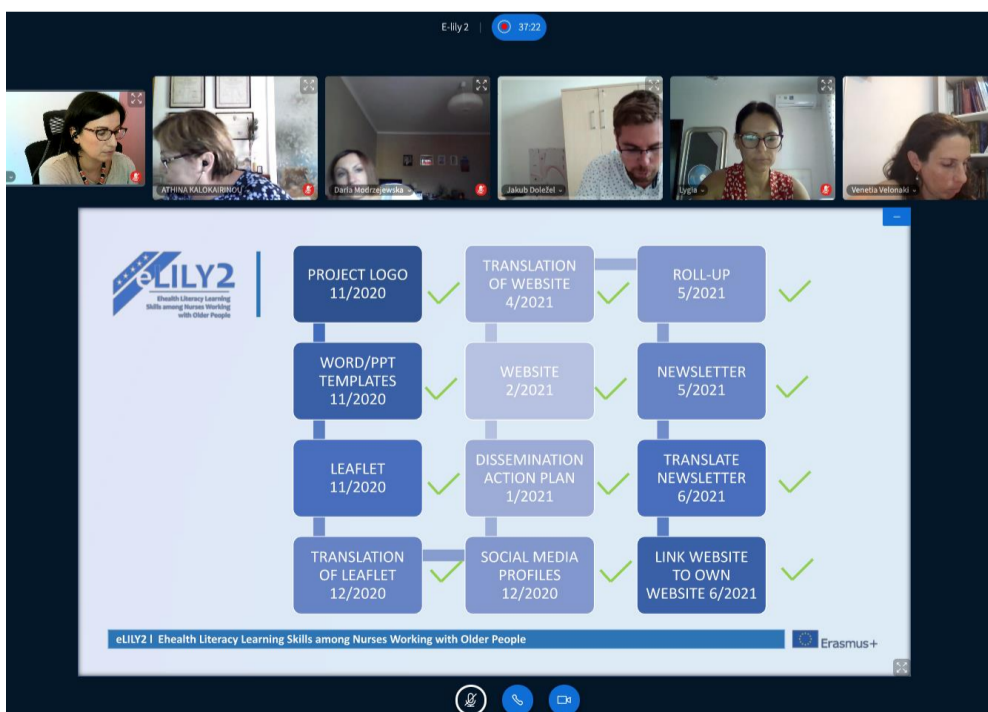 E-lily 2
37:22
ATHINA KALOKAIRINOU
Daria Modrzejewska
Jakub Doležel
Lygia
Venetia Velonaki
eLILY2
Ehealth Literacy Learning
Skills among Nurses Working
with Older People
PROJECT LOGO
11/2020
WORD/PPT
TEMPLATES
11/2020
LEAFLET
11/2020
TRANSLATION
OF LEAFLET
12/2020
SOCIAL MEDIA
PROFILES
12/2020
DISSEMINATION
ACTION PLAN
1/2021
WEBSITE
2/2021
TRANSLATION
OF WEBSITE
4/2021
ROLL-UP
5/2021
NEWSLETTER
5/2021
TRANSLATE
NEWSLETTER
6/2021
LINK WEBSITE
TO OWN
WEBSITE 6/2021
eLILY2 I Ehealth Literacy Learning Skills among Nurses Working with Older People
Erasmus+